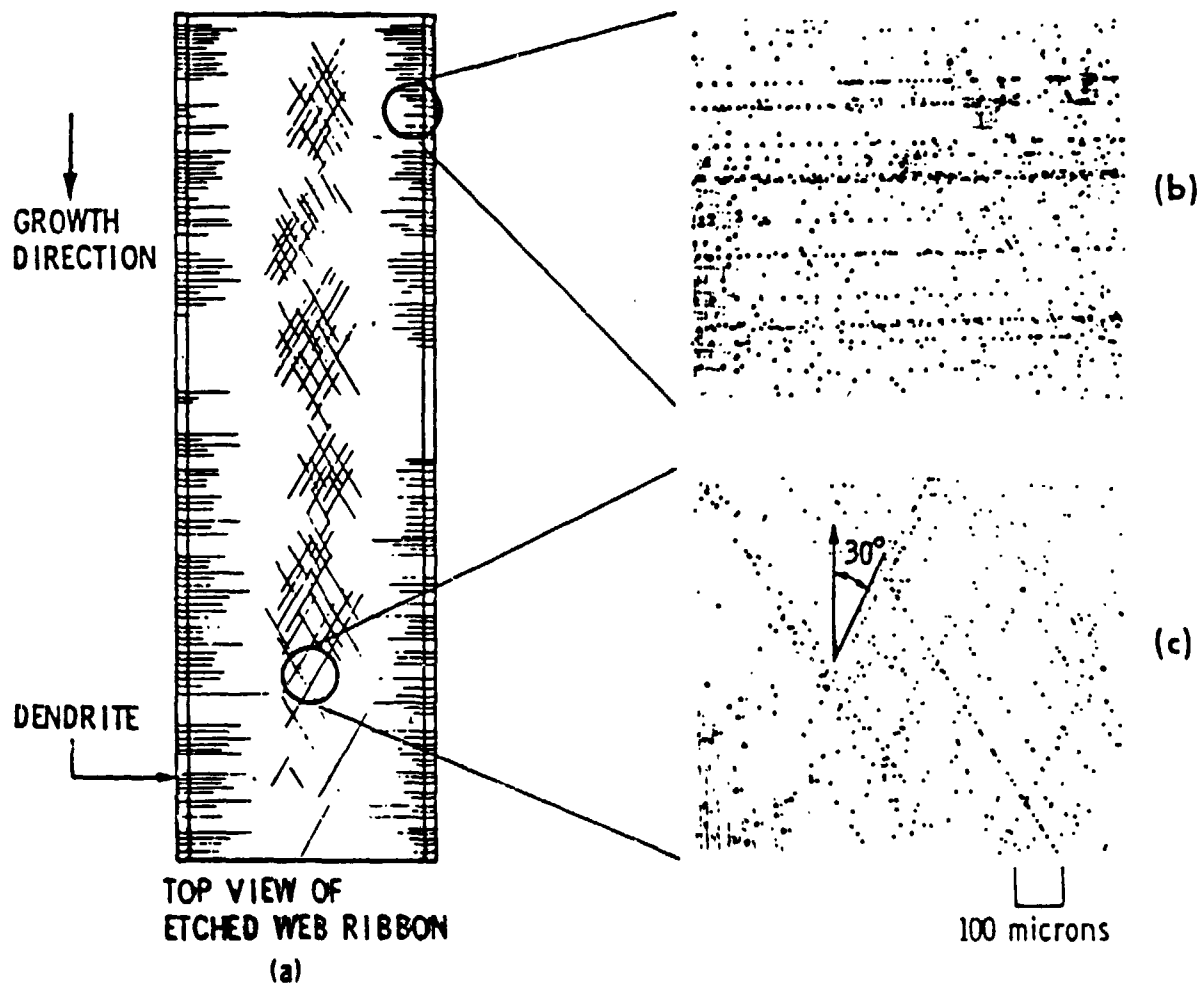 GROWTH
DIRECTION
DENDRITE
TOP VIEW OF
ETCHED WEB RIBBON
(a)
(b)
30°
(c)
100 microns